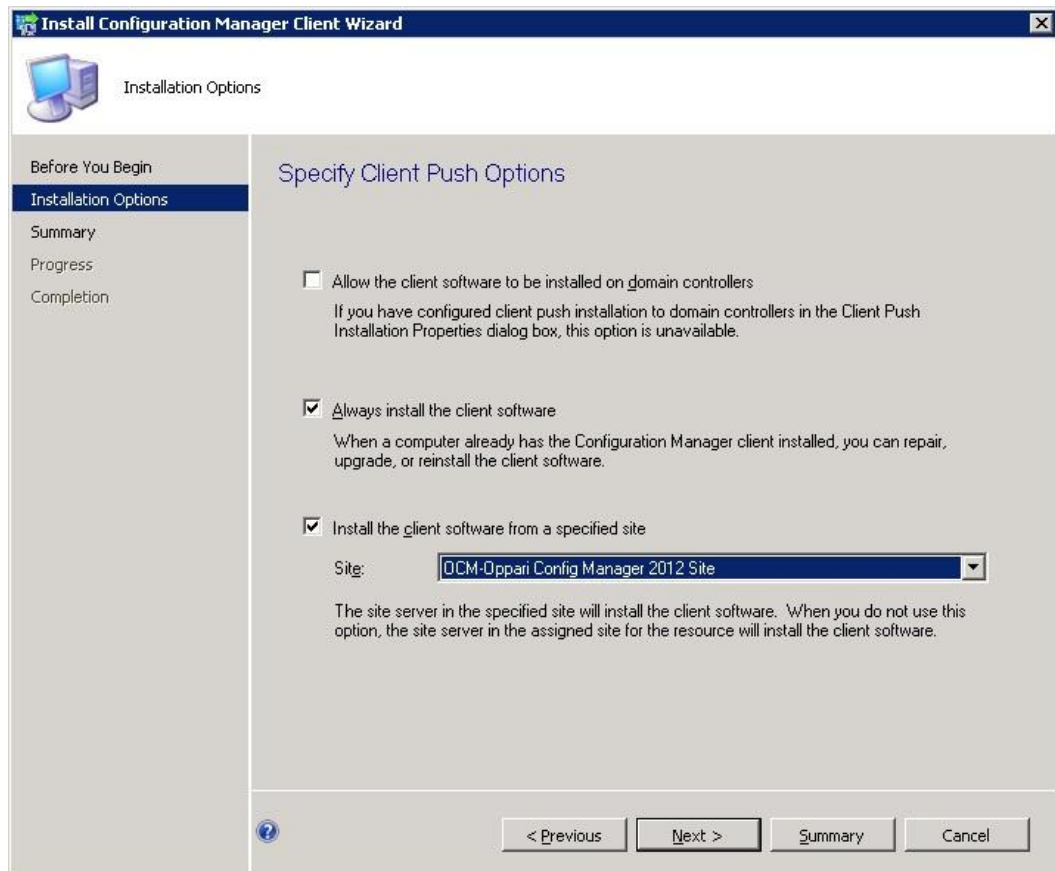 Install Configuration Manager Client Wizard
Installation Options
Before You Begin
Installation Options
Summary
Progress
Completion
Specify Client Push Options
Allow the client software to be installed on domain controllers
If you have configured client push installation to domain controllers in the Client Push
Installation Properties dialog box, this option is unavailable.
Always install the client software
When a computer already has the Configuration Manager client installed, you can repair,
upgrade, or reinstall the client software.
Install the client software from a specified site
Site: OCM-Oppari Config Manager 2012 Site
The site server in the specified site will install the client software. When you do not use this
option, the site server in the assigned site for the resource will install the client software.
< Previous Next > Summary Cancel